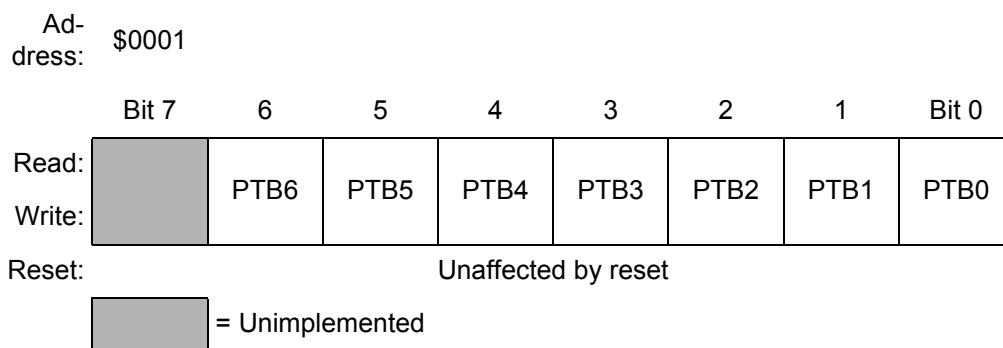 Ad-
dress: $0001
Bit 7 6 5 4 3 2 1 Bit 0
Read:
PTB6 PTB5 PTB4 PTB3 PTB2 PTB1 PTB0
Write:
Reset: Unaffected by reset
= Unimplemented